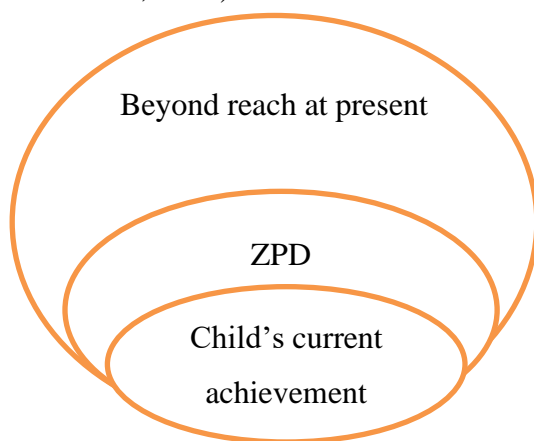 Beyond reach at present
ZPD
Child’s current
achievement